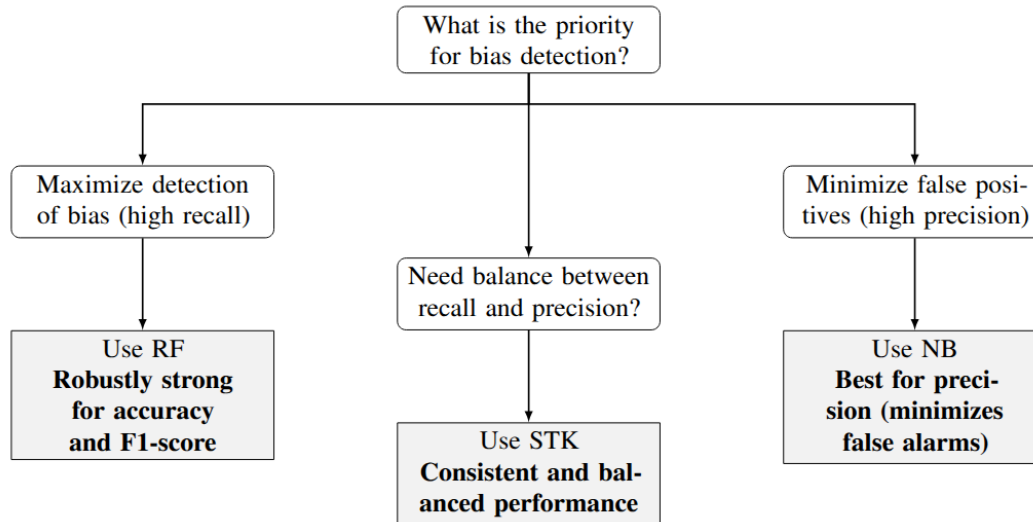 What is the priority
for bias detection?
Maximize detection
of bias (high recall)
Minimize false posi-
tives (high precision)
Need balance between
recall and precision?
Use RF
Robustly strong
for accuracy
and F1-score
Use NB
Best for preci-
sion (minimizes
false alarms)
Use STK
Consistent and bal-
anced performance